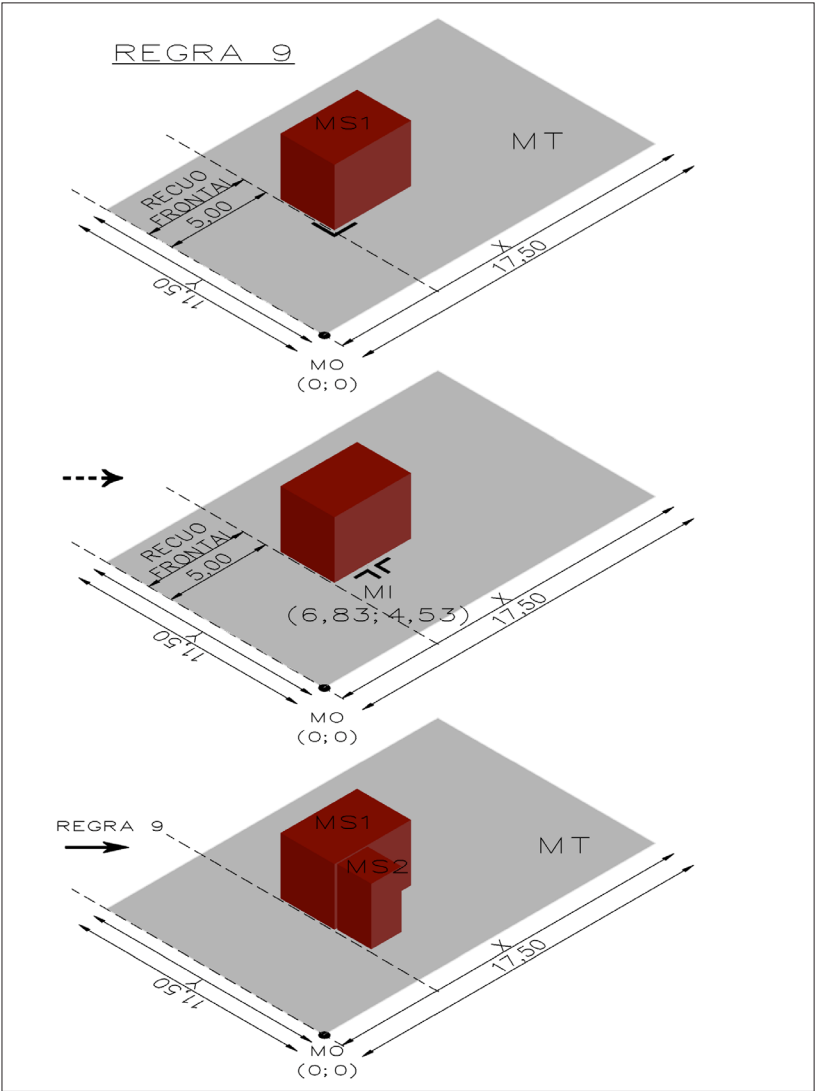 REGRA 9
MS1
MT
RECUO
FRONTAL
5,00
X
17,50
Y
11,50
MO
(0; 0)
RECUO
FRONTAL
5,00
MI
(6,83; 4,53)
X
17,50
Y
11,50
MO
(0; 0)
REGRA 9
MS1
MS2
MT
X
17,50
Y
11,50
MO
(0; 0)